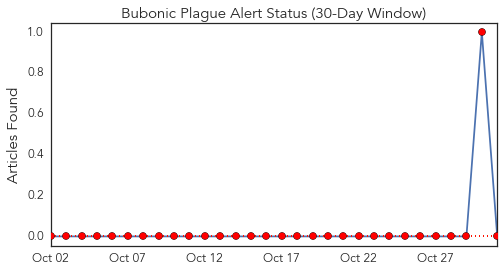 Bubonic Plague Alert Status (30-Day Window)
Articles Found
1.0
0.8
0.6
0.4
0.2
0.0
Oct 02 Oct 07 Oct 12 Oct 17 Oct 22 Oct 27